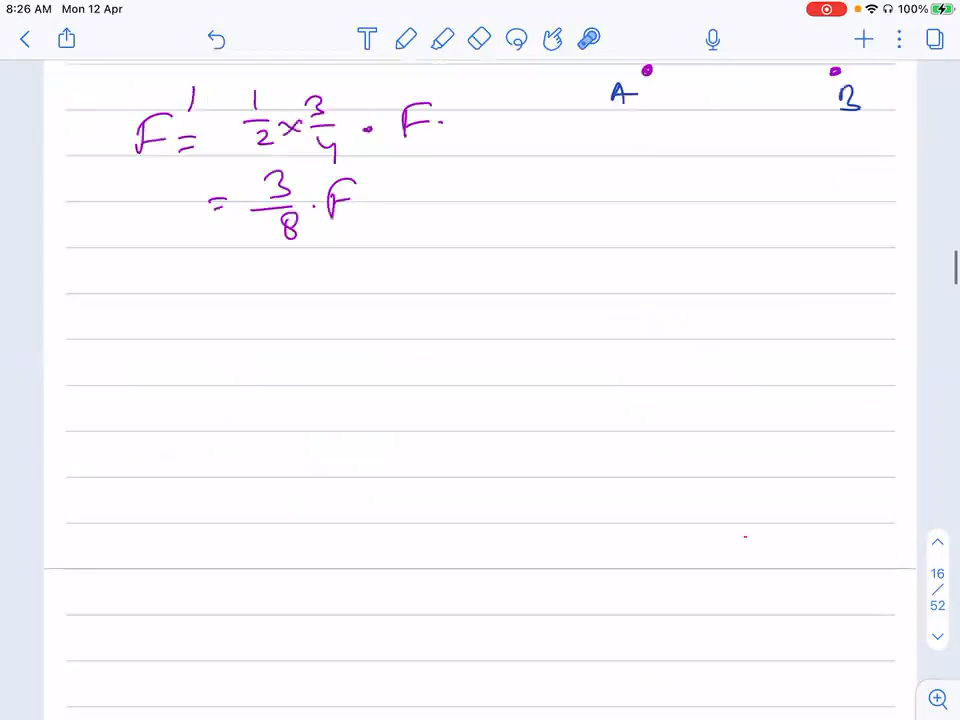 8:26 AM Mon 12 Apr
100%
T
A
B
F' = 1/2 × 3/4 · F.
= 3/8 · F
16
/
52